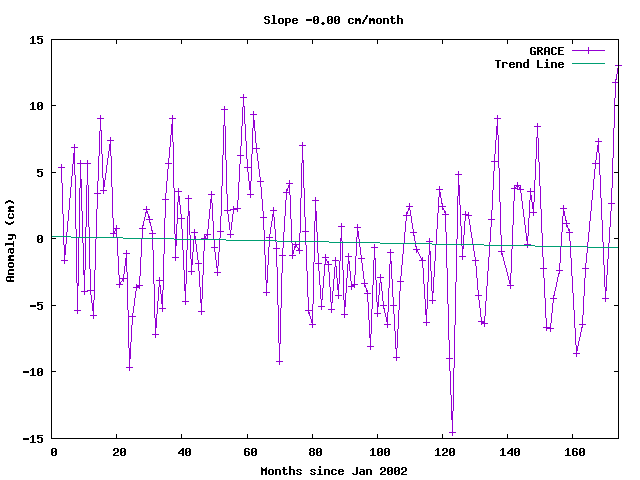 Slope -0.00 cm/month
GRACE
Trend Line
Anomaly (cm)
15
10
5
0
-5
-10
-15
0 20 40 60 80 100 120 140 160
Months since Jan 2002